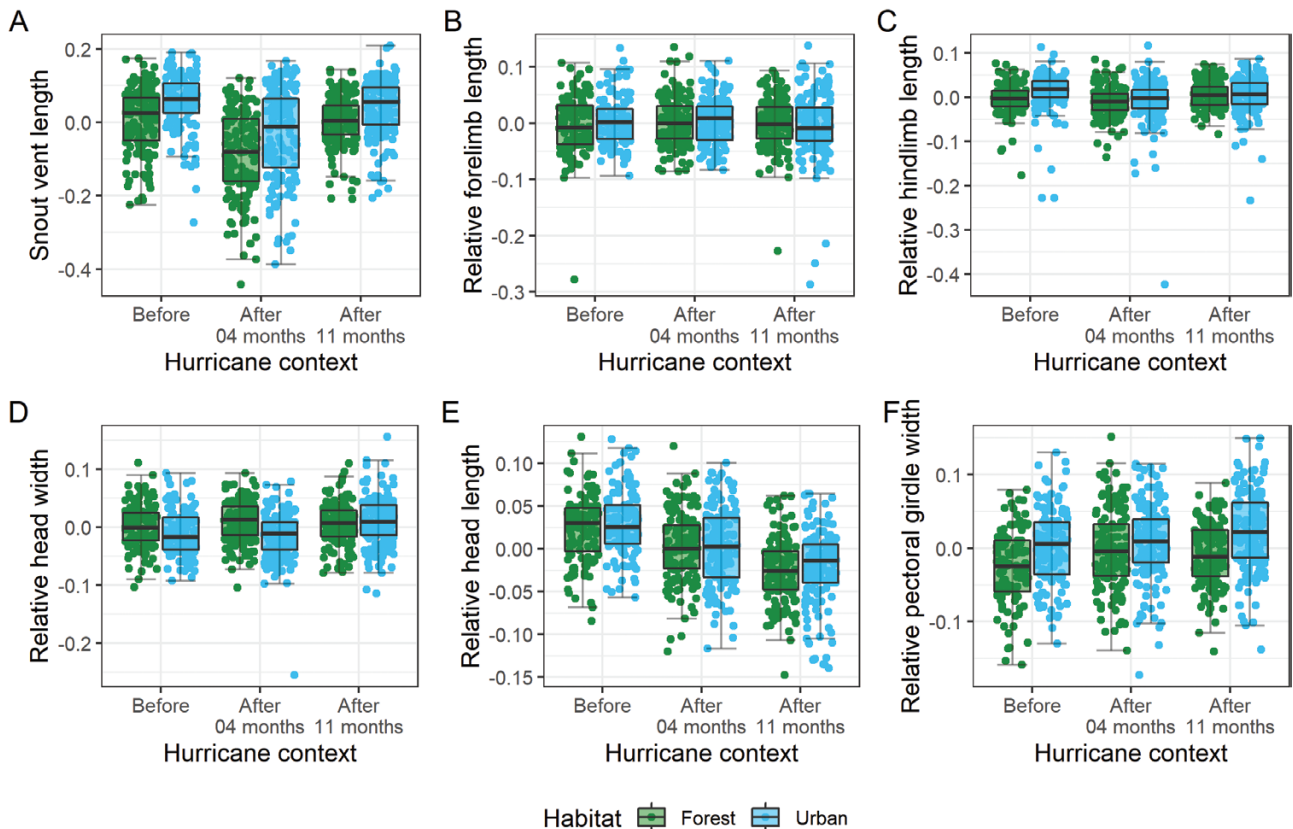 A
Snout vent length
0.2
0.0
-0.2
-0.4
Before
After
04 months
After
11 months
Hurricane context
B
Relative forelimb length
0.1
0.0
-0.1
-0.2
-0.3
Before
After
04 months
After
11 months
Hurricane context
C
Relative hindlimb length
0.1
0.0
-0.1
-0.2
-0.3
-0.4
Before
After
04 months
After
11 months
Hurricane context
D
Relative head width
0.1
0.0
-0.1
-0.2
Before
After
04 months
After
11 months
Hurricane context
E
Relative head length
0.10
0.05
0.00
-0.05
-0.10
-0.15
Before
After
04 months
After
11 months
Hurricane context
F
Relative pectoral girdle width
0.1
0.0
-0.1
Before
After
04 months
After
11 months
Hurricane context
Habitat Forest Urban